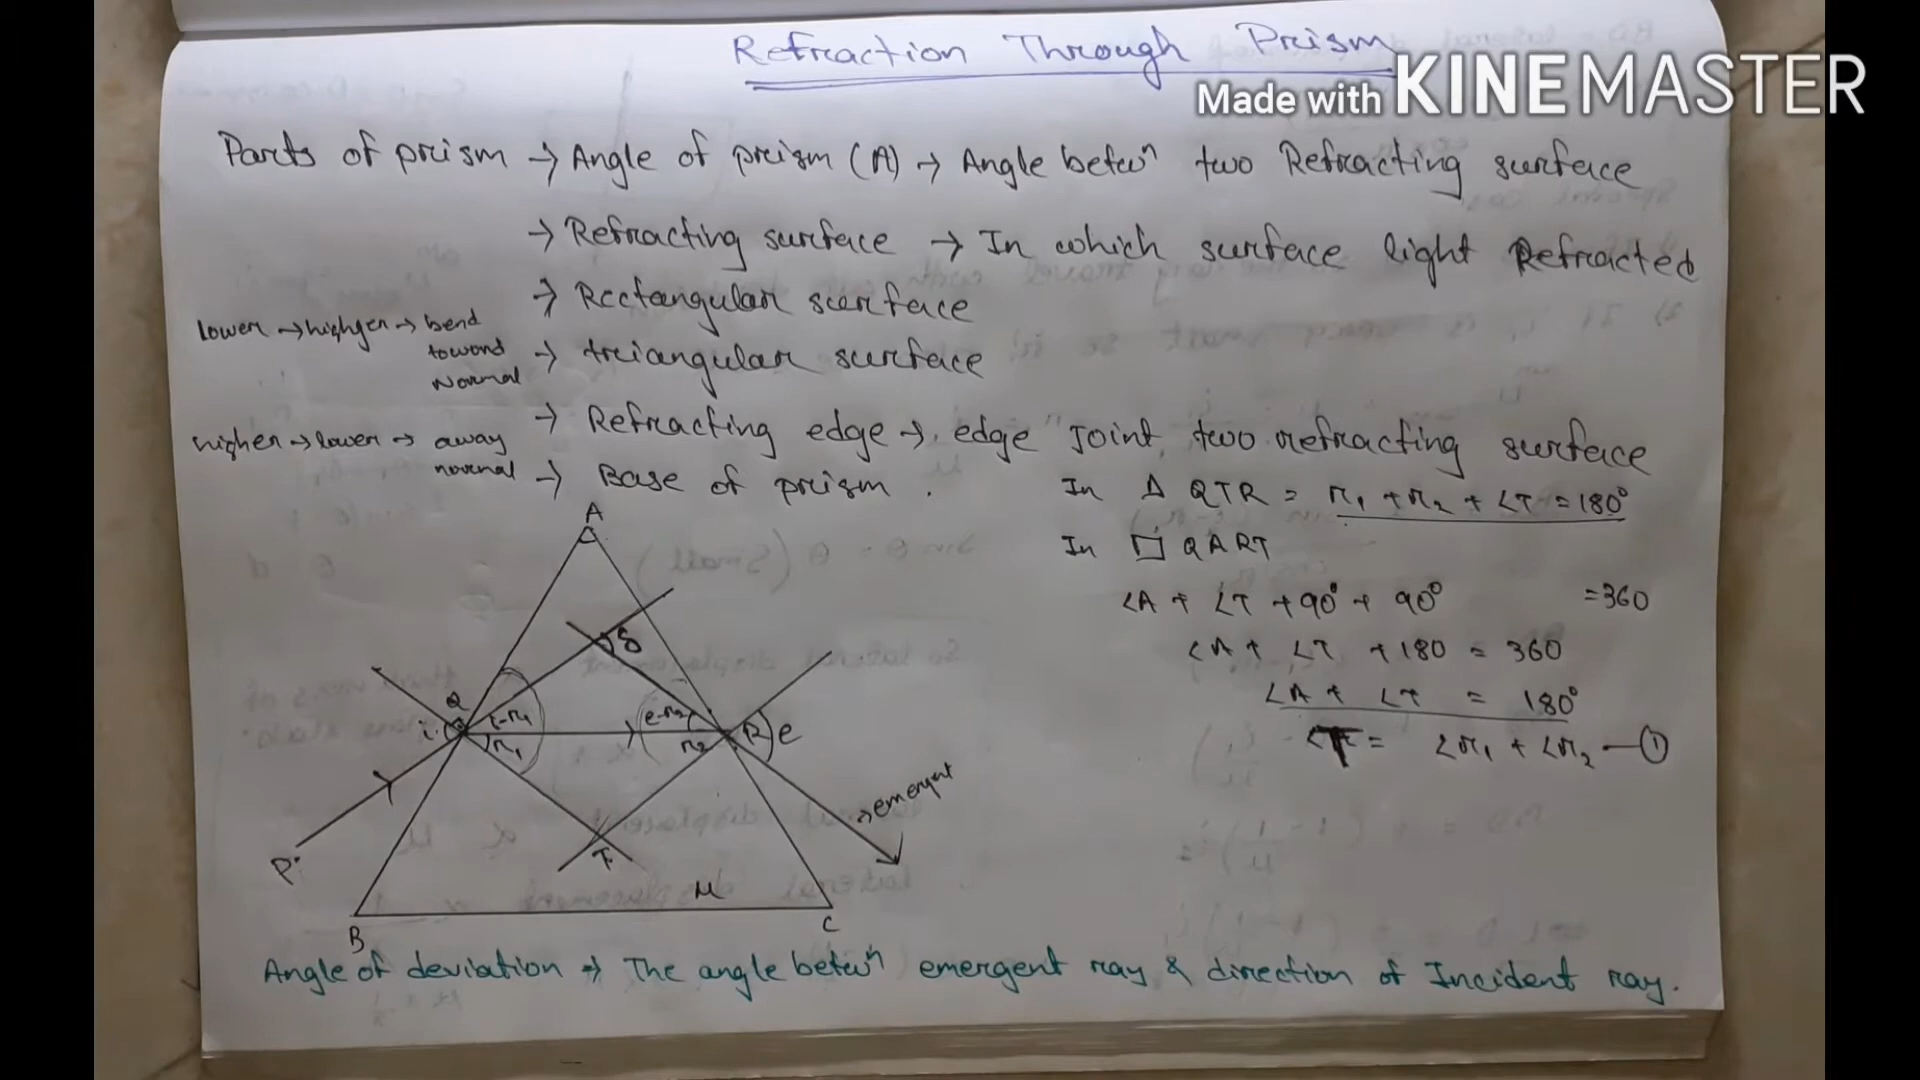 Refraction Through Prism
Made with KINEMASTER
Parts of prism → Angle of prism (A) → Angle betwⁿ two Refracting surface
→ Refracting surface → In which surface light Refracted
→ Rectangular surface
lower → highger → bend toward Normal
→ triangular surface
→ Refracting edge → edge Joint two refracting surface
higher → lower → away normal
→ Base of prism .
In Δ QTR = r₁ + r₂ + ∠T = 180°
In □ QART
∠A + ∠T + 90° + 90° = 360
∠A + ∠T + 180 = 360
∠A + ∠T = 180°
= ∠r₁ + ∠r₂ — ①
A
δ
Q
i
i-r₁
r₁
e-r₂
r₂
R
e
P
→ emergent
T
μ
B
C
Angle of deviation → The angle betwⁿ emergent ray & direction of Incident ray.